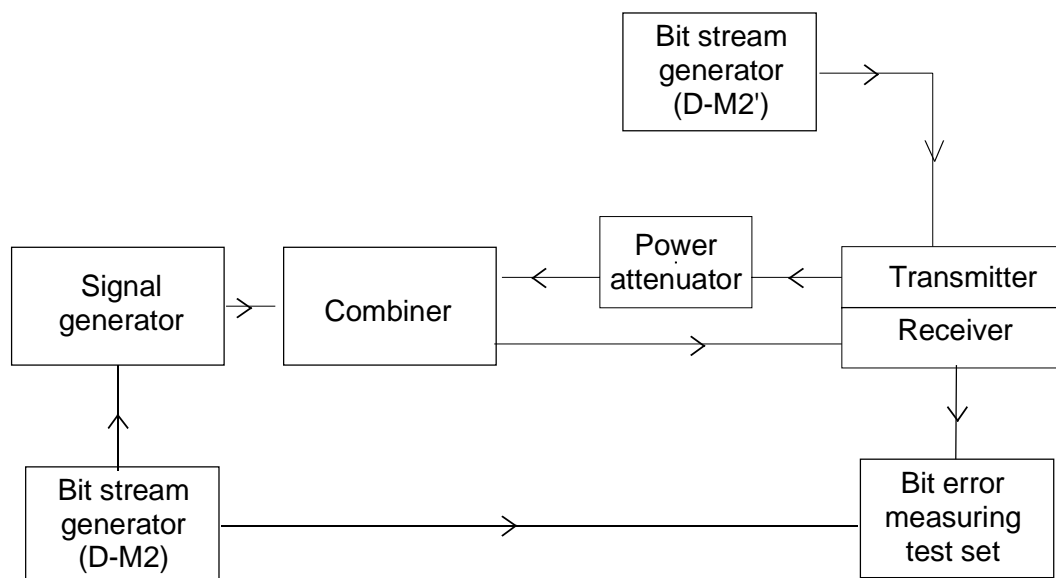 Bit stream
generator
(D-M2')
Power
attenuator
Transmitter
Receiver
Signal
generator
Combiner
Bit stream
generator
(D-M2)
Bit error
measuring
test set